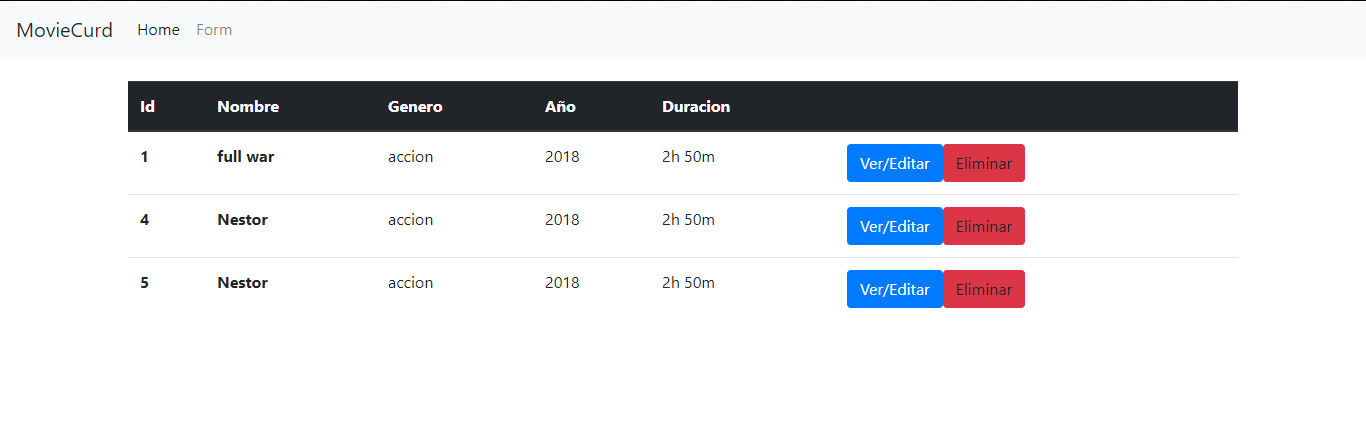 MovieCurd Home Form
Id Nombre Genero Año Duracion
1 full war accion 2018 2h 50m Ver/Editar Eliminar
4 Nestor accion 2018 2h 50m Ver/Editar Eliminar
5 Nestor accion 2018 2h 50m Ver/Editar Eliminar